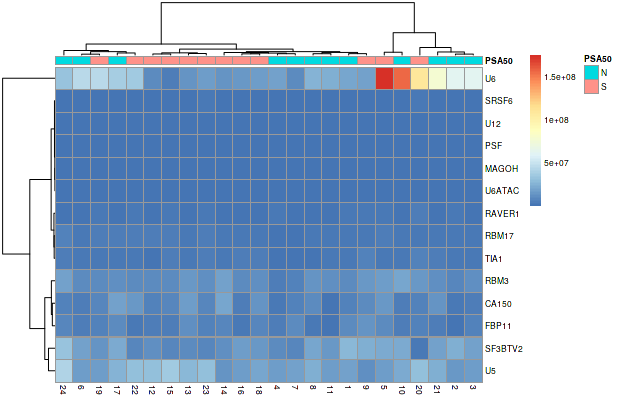 PSA50
U6
SRSF6
U12
PSF
MAGOH
U6ATAC
RAVER1
RBM17
TIA1
RBM3
CA150
FBP11
SF3BTV2
U5
24 6 19 17 22 12 15 13 23 14 16 18 4 7 8 11 1 9 5 10 20 21 2 3
1.5e+08
1e+08
5e+07
PSA50
N
S